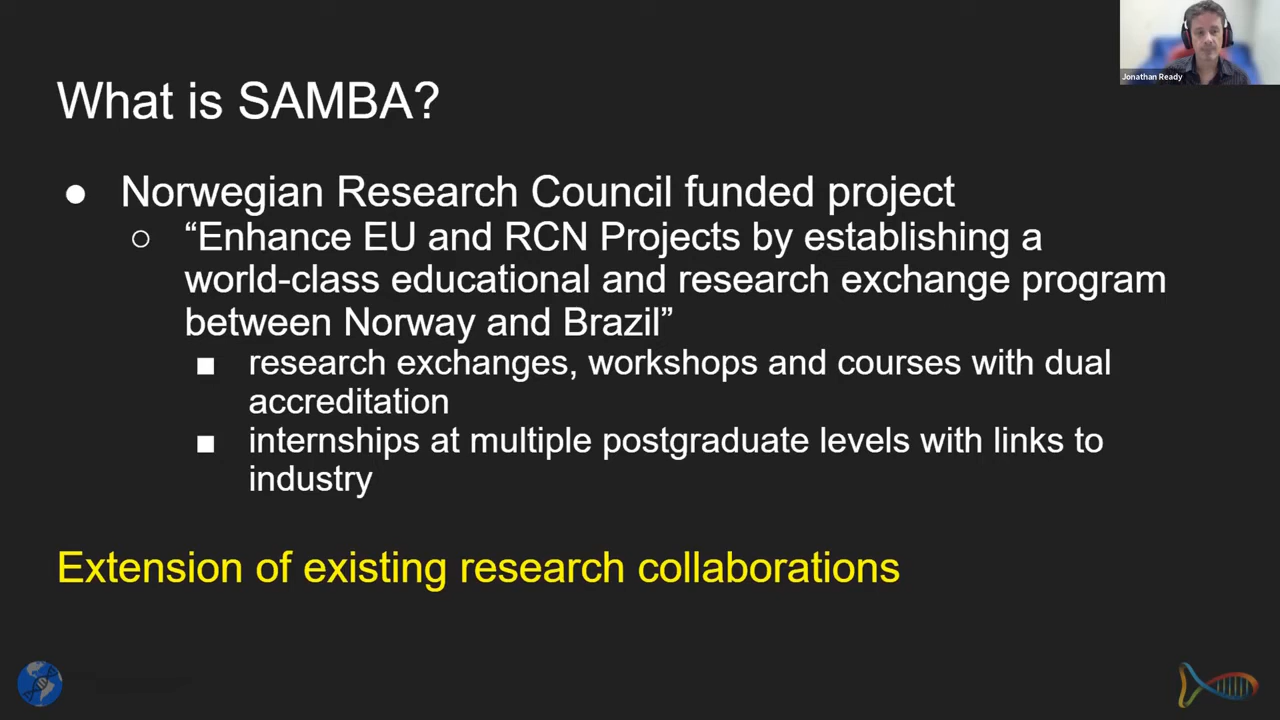 Jonathan Ready
What is SAMBA?
● Norwegian Research Council funded project
○ “Enhance EU and RCN Projects by establishing a
world-class educational and research exchange program
between Norway and Brazil”
■ research exchanges, workshops and courses with dual
accreditation
■ internships at multiple postgraduate levels with links to
industry
Extension of existing research collaborations